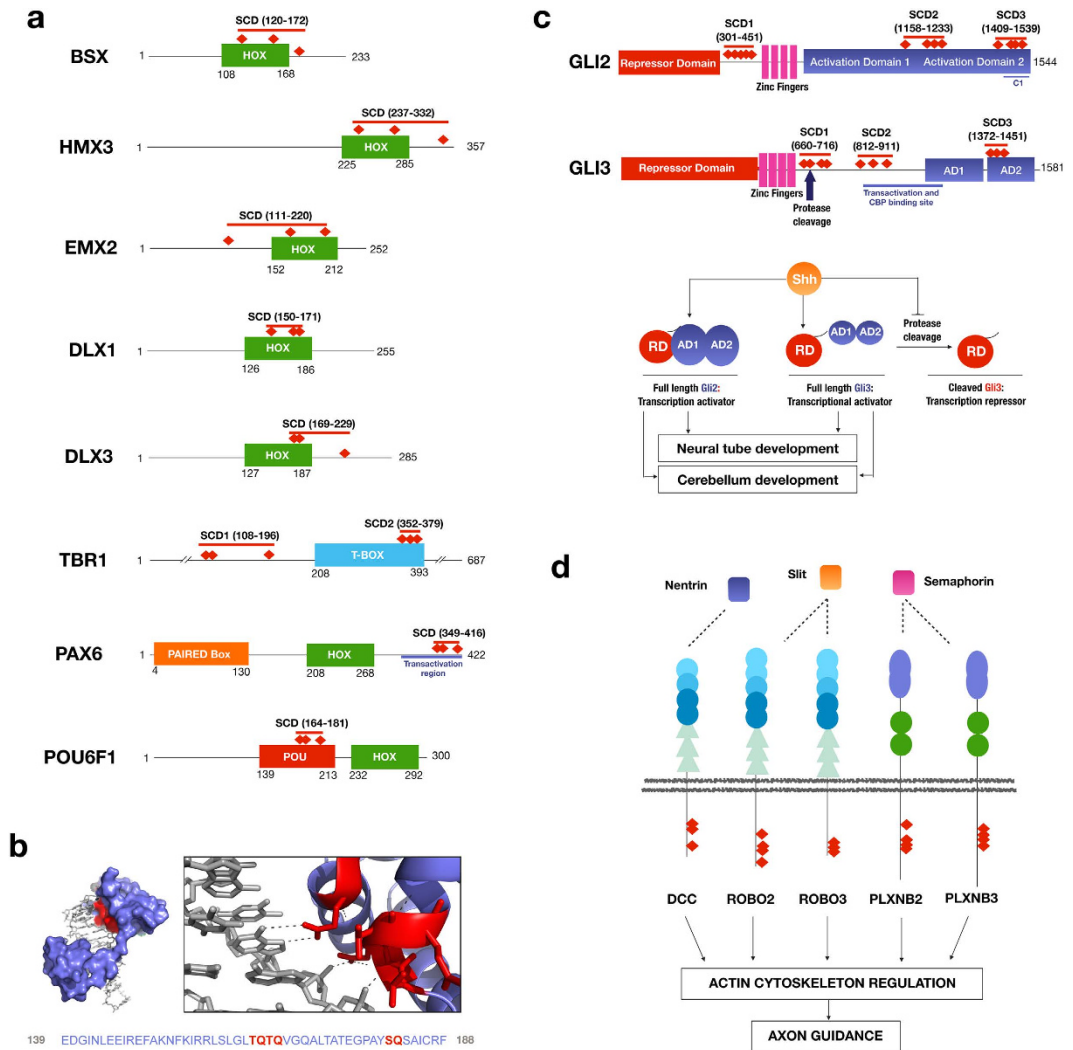 a
SCD (120-172)
BSX
1
HOX
233
108
168
SCD (237-332)
HMX3
1
HOX
357
225
285
SCD (111-220)
EMX2
1
HOX
252
152
212
SCD (150-171)
DLX1
1
HOX
255
126
186
SCD (169-229)
DLX3
1
HOX
285
127
187
SCD1 (108-196)
SCD2 (352-379)
TBR1
1
T-BOX
687
208
393
SCD (349-416)
PAX6
1
PAIRED Box
HOX
422
4
130
208
268
Transactivation
region
SCD (164-181)
POU6F1
1
POU
HOX
300
139
213
232
292
b
139 EDGINLEEIREFAKNFKIRRLSLGLTQTQVGQALTATEGPAYSQSAICRF 188
c
SCD1
(301-451)
SCD2
(1158-1233)
SCD3
(1409-1539)
GLI2
Repressor Domain
Zinc Fingers
Activation Domain 1
Activation Domain 2
1544
C1
SCD1
(660-716)
SCD2
(812-911)
SCD3
(1372-1451)
GLI3
Repressor Domain
Zinc Fingers
AD1
AD2
1581
Protease
cleavage
Transactivation and
CBP binding site
Shh
RD
AD1
AD2
RD
AD1
AD2
Protease
cleavage
RD
Full length Gli2:
Transcription activator
Full length Gli3:
Transcriptional activator
Cleaved Gli3:
Transcription repressor
Neural tube development
Cerebellum development
d
Nentrin
Slit
Semaphorin
DCC
ROBO2
ROBO3
PLXNB2
PLXNB3
ACTIN CYTOSKELETON REGULATION
AXON GUIDANCE